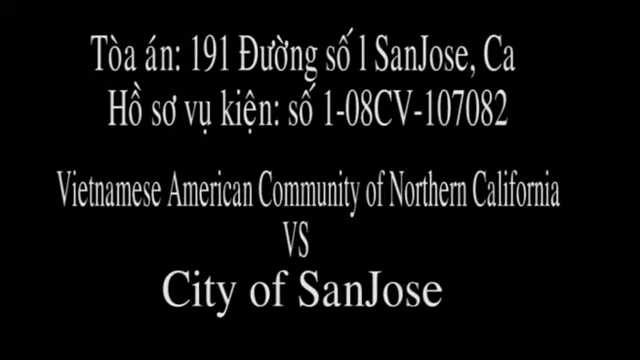 Tòa án: 191 Đường số 1 SanJose, Ca
Hồ sơ vụ kiện: số 1-08CV-107082
Vietnamese American Community of Northern California
VS
City of SanJose